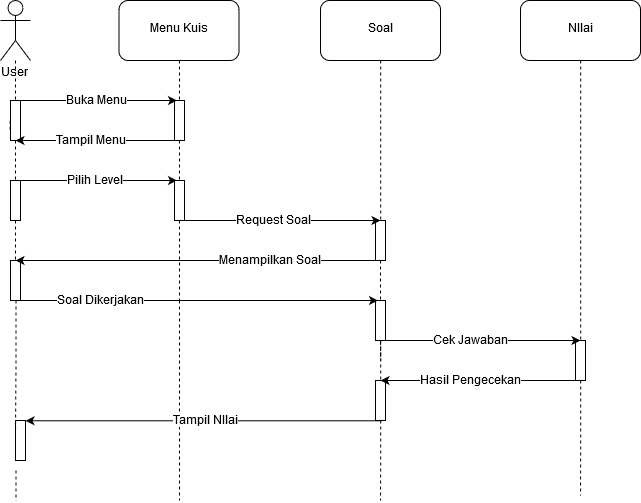 Menu Kuis
Soal
NIlai
User
Buka Menu
Tampil Menu
Pilih Level
Request Soal
Menampilkan Soal
Soal Dikerjakan
Cek Jawaban
Hasil Pengecekan
Tampil NIlai